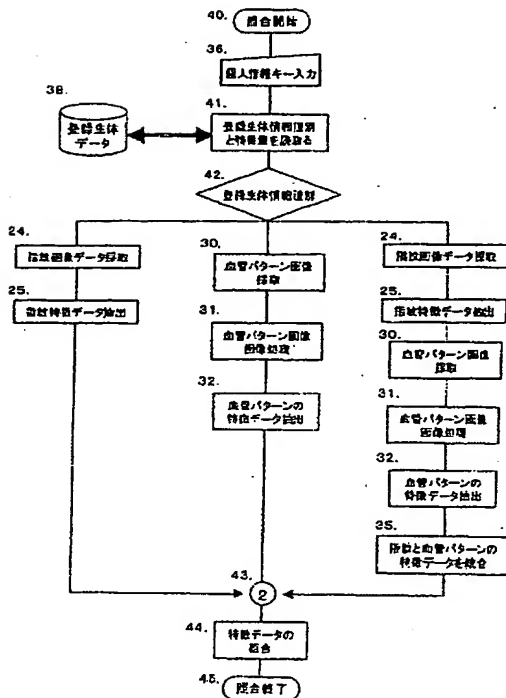 40.
照合開始
36.
個人情報キー入力
38.
登録生体
データ
41.
登録生体情報種別
と特徴量を読取る
42.
登録生体情報種別
24.
指紋画像データ採取
25.
指紋特徴データ抽出
30.
血管パターン画像
採取
31.
血管パターン画像
画像処理
32.
血管パターンの
特徴データ抽出
24.
指紋画像データ採取
25.
指紋特徴データ抽出
30.
血管パターン画像
採取
31.
血管パターン画像
画像処理
32.
血管パターンの
特徴データ抽出
35.
指紋と血管パターンの
特徴データを統合
43.
2
44.
特徴データの
照合
45.
照合終了